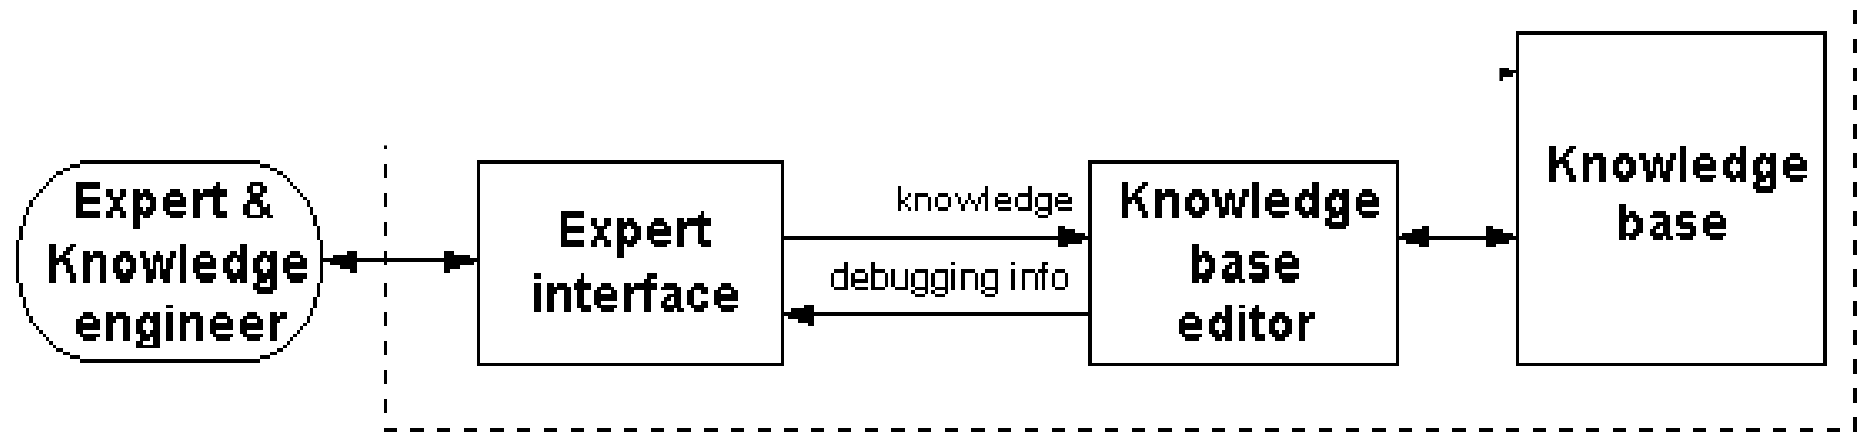 Expert &
Knowledge
engineer
Expert
interface
knowledge
debugging info
Knowledge
base
editor
Knowledge
base